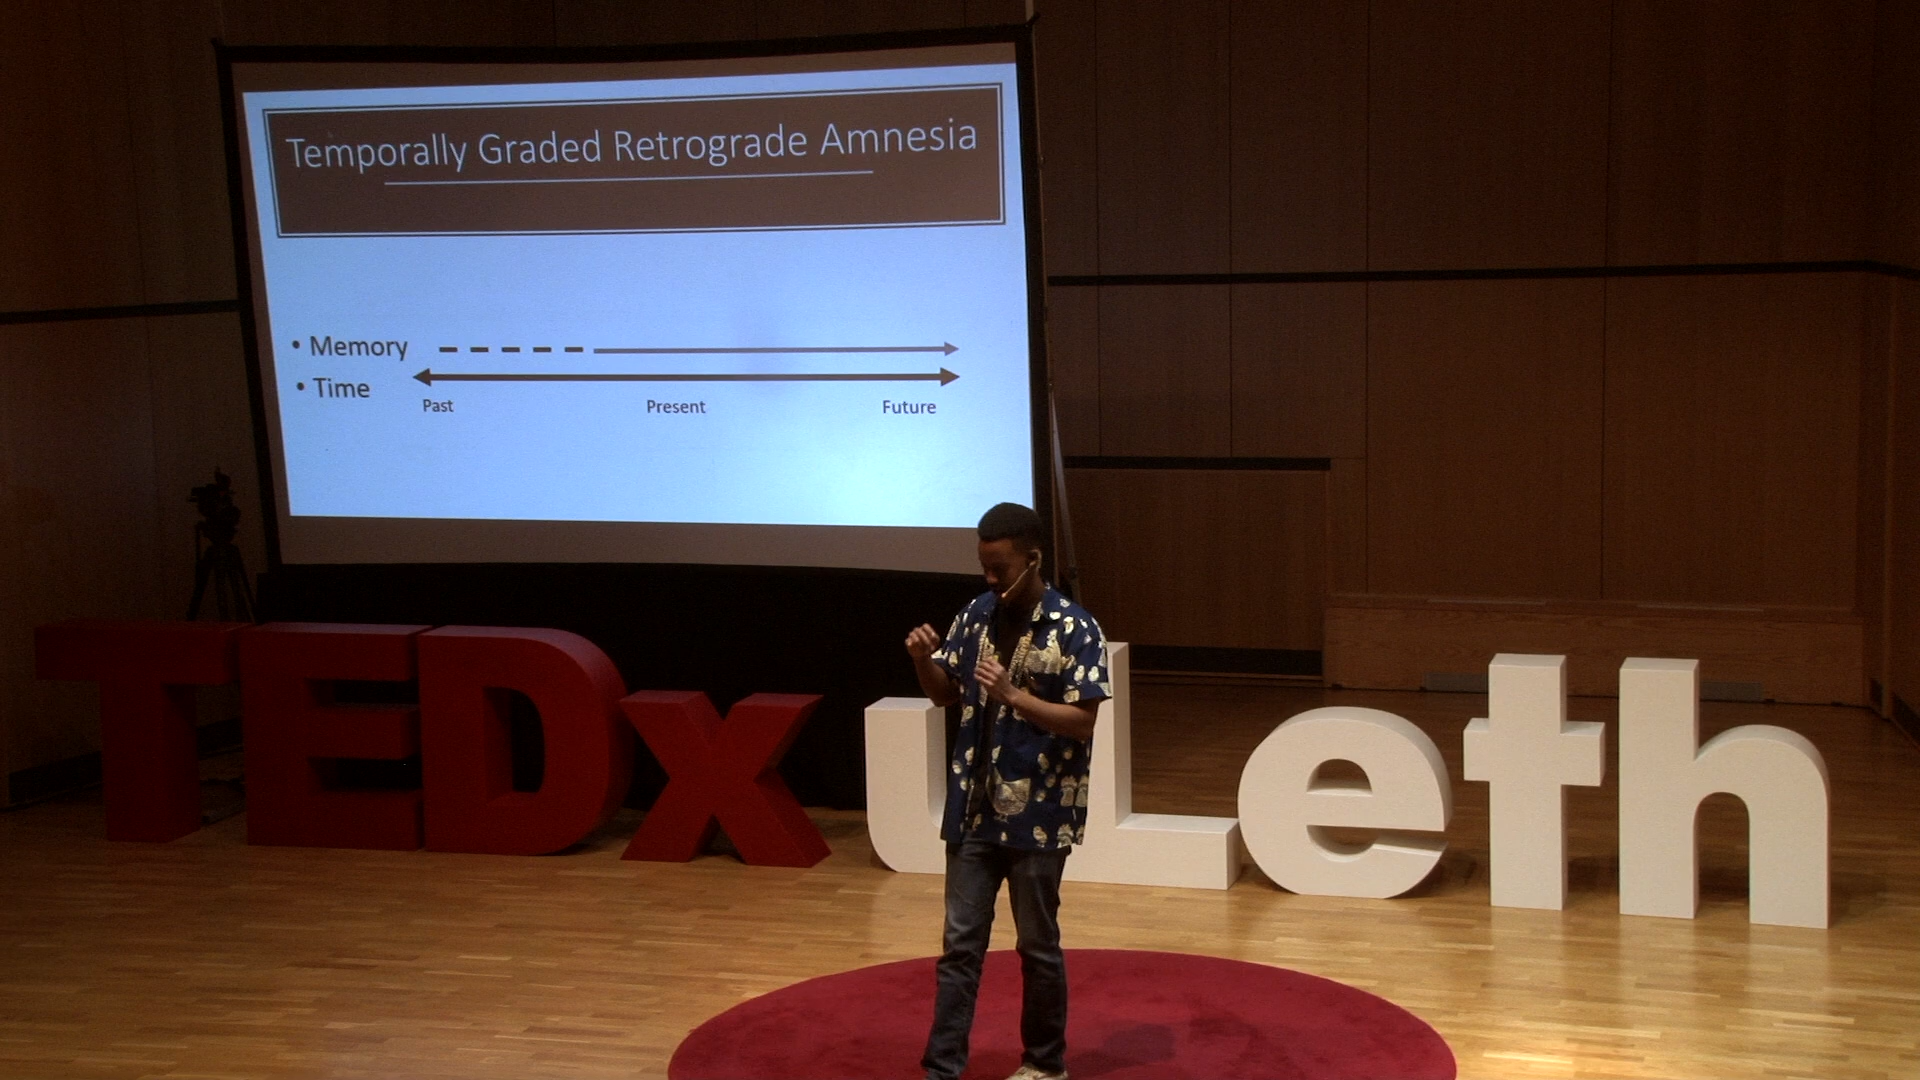 Temporally Graded Retrograde Amnesia
• Memory
• Time
Past Present Future
TEDx uLeth